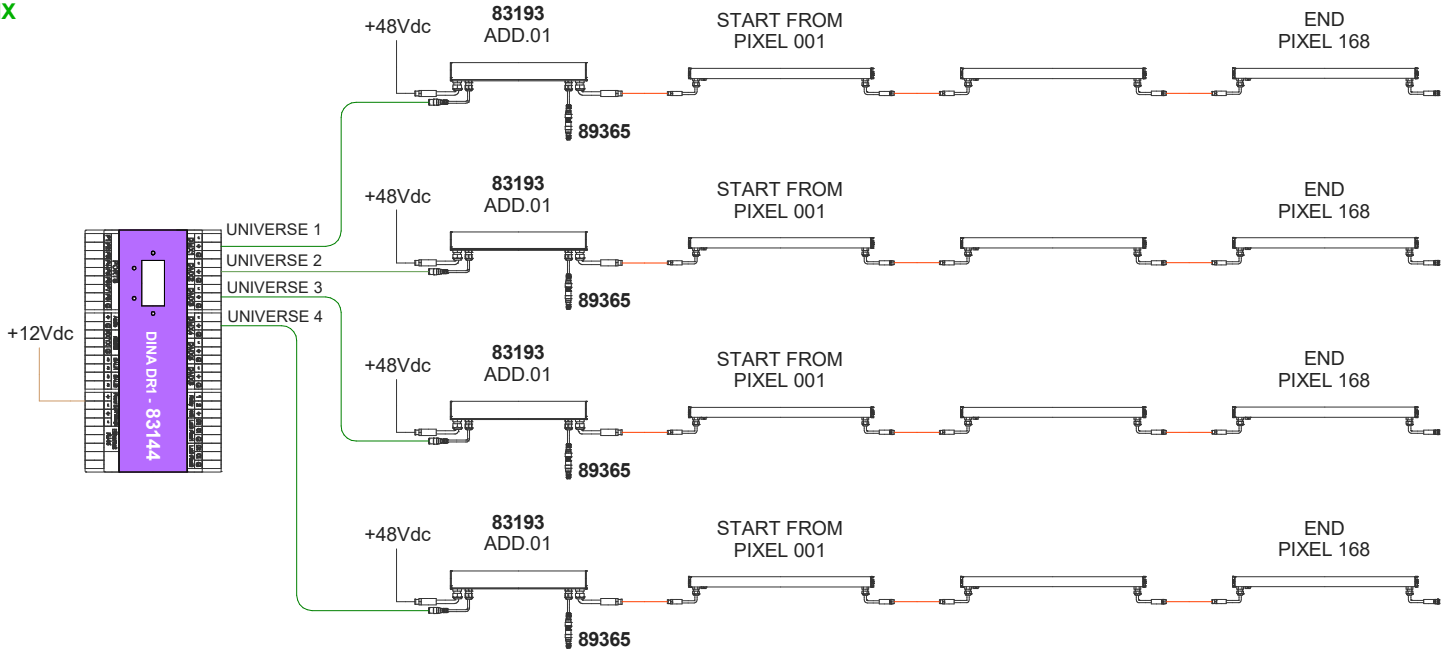 X
+48Vdc
83193
ADD.01
START FROM
PIXEL 001
END
PIXEL 168
89365
+48Vdc
83193
ADD.01
START FROM
PIXEL 001
END
PIXEL 168
89365
UNIVERSE 1
UNIVERSE 2
UNIVERSE 3
UNIVERSE 4
+12Vdc
DINA DR1 - 83144
+48Vdc
83193
ADD.01
START FROM
PIXEL 001
END
PIXEL 168
89365
+48Vdc
83193
ADD.01
START FROM
PIXEL 001
END
PIXEL 168
89365